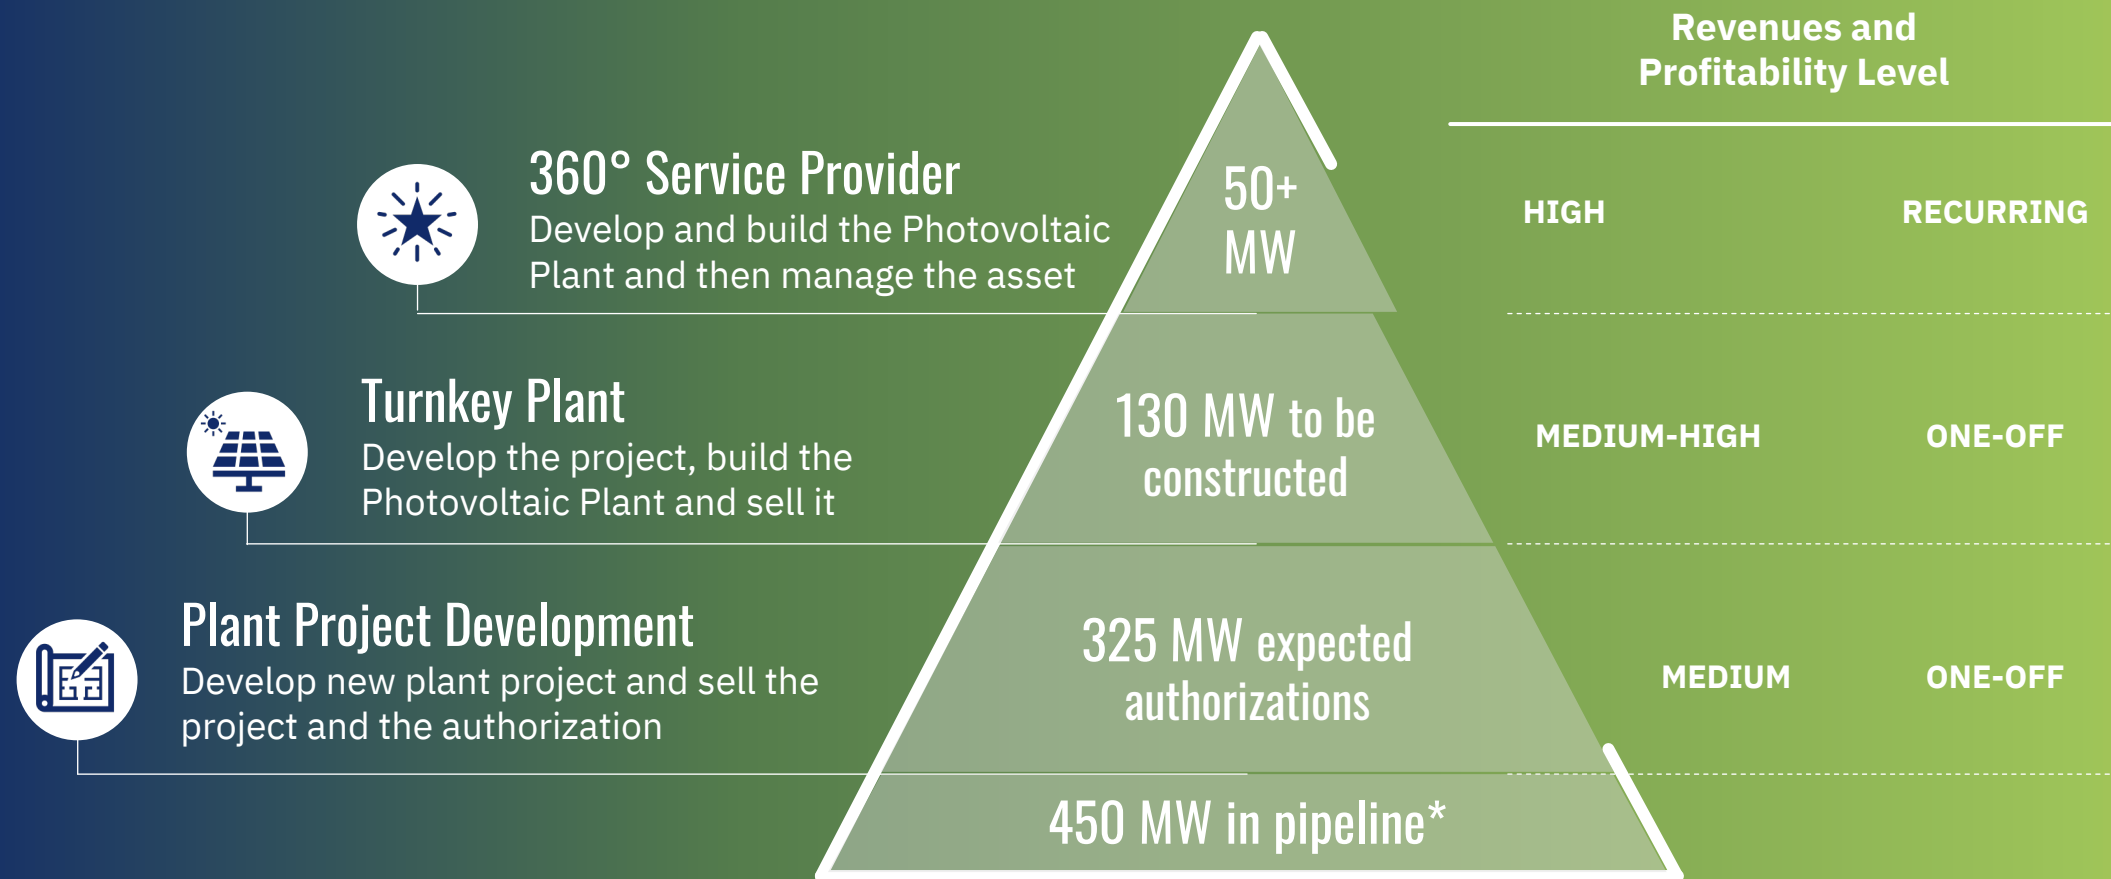 Revenues and
Profitability Level
360° Service Provider
Develop and build the Photovoltaic
Plant and then manage the asset
50+
MW
HIGH
RECURRING
Turnkey Plant
Develop the project, build the
Photovoltaic Plant and sell it
130 MW to be
constructed
MEDIUM-HIGH
ONE-OFF
Plant Project Development
Develop new plant project and sell the
project and the authorization
325 MW expected
authorizations
MEDIUM
ONE-OFF
450 MW in pipeline*